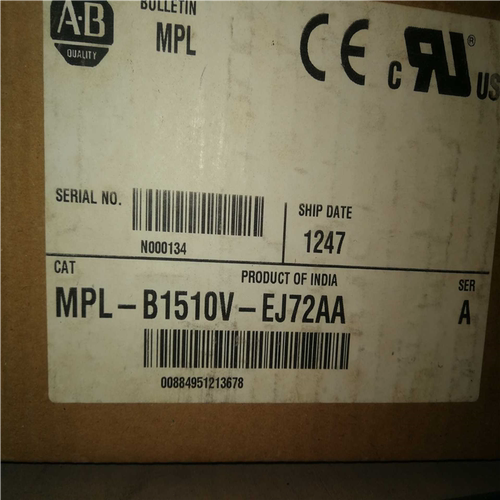 A-B
QUALITY
BULLETIN
MPL
CE
c RU ® US
SERIAL NO.
N000134
SHIP DATE
1247
CAT
PRODUCT OF INDIA
SER
MPL-B1510V-EJ72AA
A
00884951213678